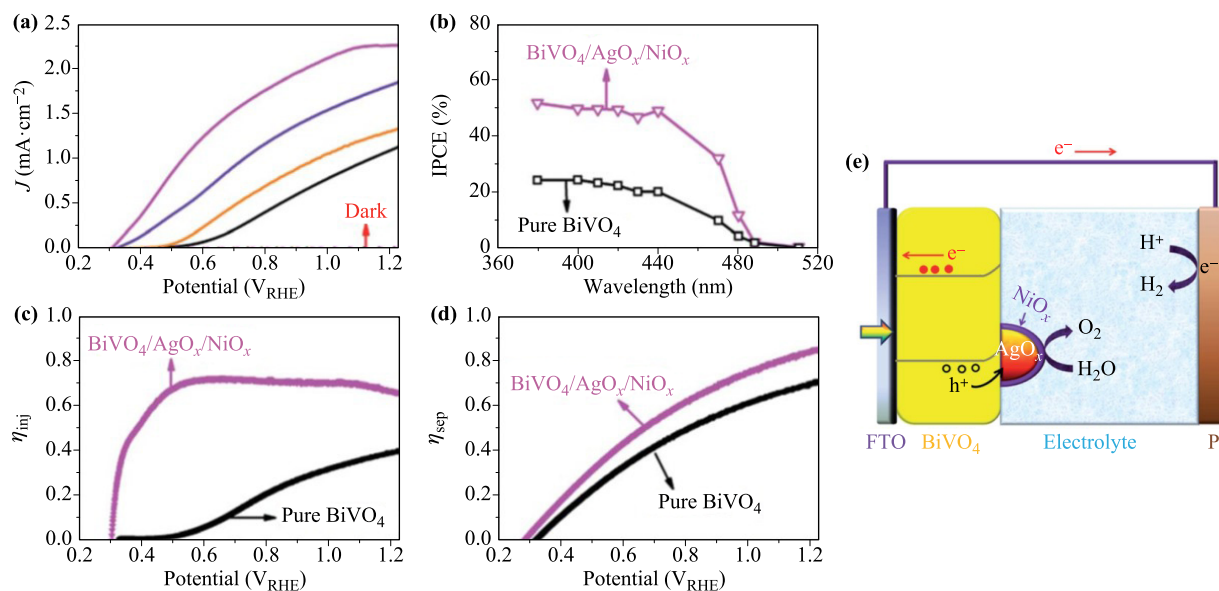 (a)
2.5
2.0
1.5
1.0
0.5
0.0
J (mA·cm⁻²)
Dark
0.2 0.4 0.6 0.8 1.0 1.2
Potential (V_RHE)
(b)
80
60
40
20
0
IPCE (%)
BiVO₄/AgOₓ/NiOₓ
Pure BiVO₄
360 400 440 480 520
Wavelength (nm)
(c)
1.0
0.8
0.6
0.4
0.2
0.0
η_inj
BiVO₄/AgOₓ/NiOₓ
Pure BiVO₄
0.2 0.4 0.6 0.8 1.0 1.2
Potential (V_RHE)
(d)
1.0
0.8
0.6
0.4
0.2
0.0
η_sep
BiVO₄/AgOₓ/NiOₓ
Pure BiVO₄
0.2 0.4 0.6 0.8 1.0 1.2
Potential (V_RHE)
(e)
e⁻
e⁻
H⁺
e⁻
H₂
NiOₓ
O₂
AgOₓ
H₂O
h⁺
FTO BiVO₄ Electrolyte P